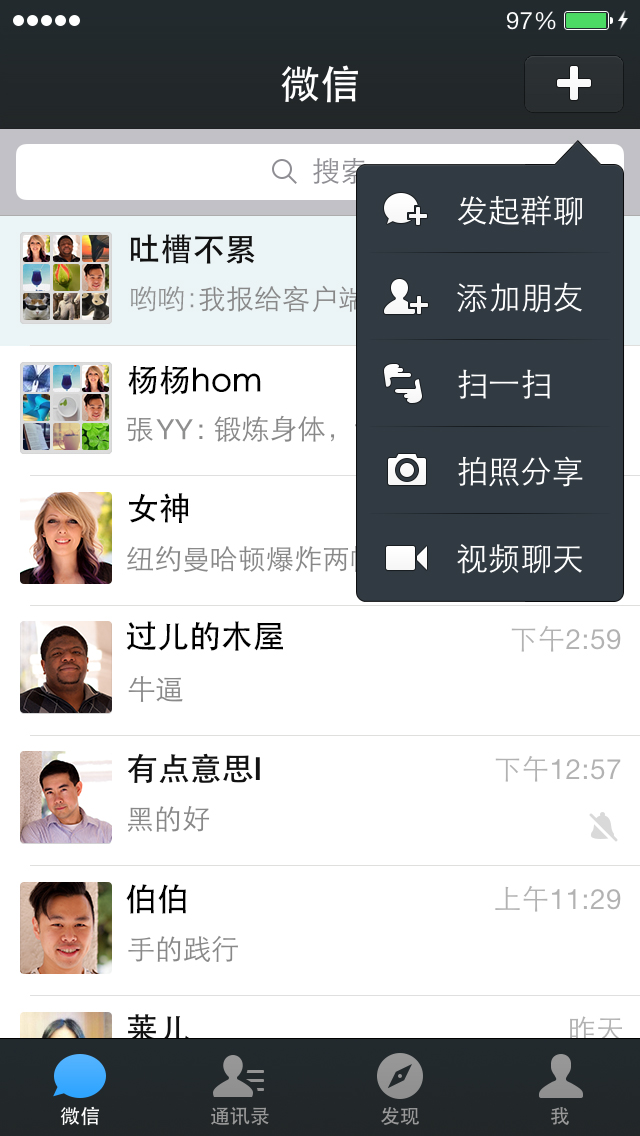 97%
微信
搜索
发起群聊
添加朋友
扫一扫
拍照分享
视频聊天
吐槽不累
哟哟:我报给客户端
杨杨hom
張YY: 锻炼身体,
女神
纽约曼哈顿爆炸两
过儿的木屋
下午2:59
牛逼
有点意思I
下午12:57
黑的好
伯伯
上午11:29
手的践行
莱儿
昨天
微信
通讯录
发现
我